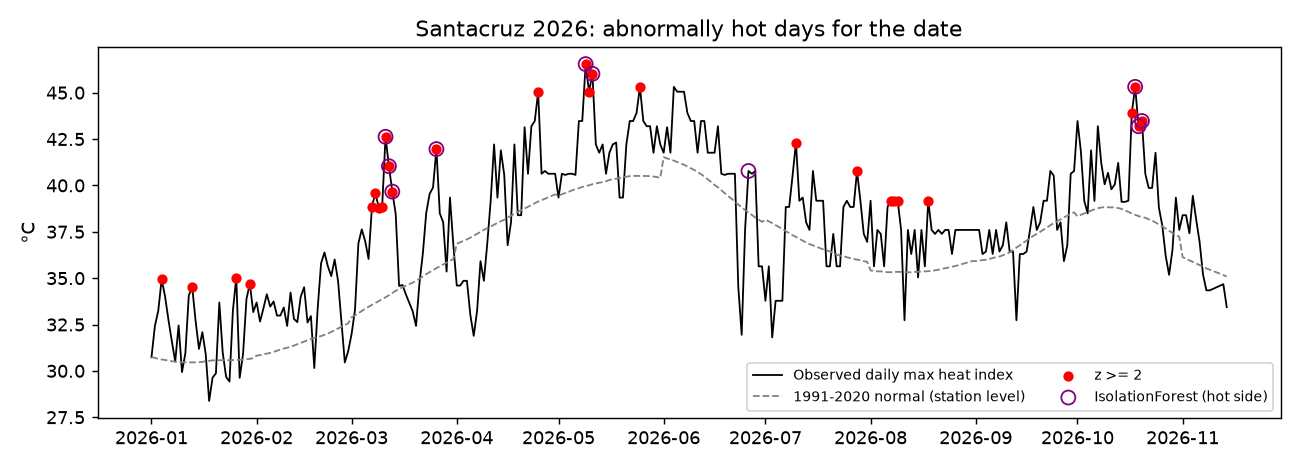 Santacruz 2026: abnormally hot days for the date
°C
45.0
42.5
40.0
37.5
35.0
32.5
30.0
27.5
2026-01 2026-02 2026-03 2026-04 2026-05 2026-06 2026-07 2026-08 2026-09 2026-10 2026-11
Observed daily max heat index
1991-2020 normal (station level)
z >= 2
IsolationForest (hot side)